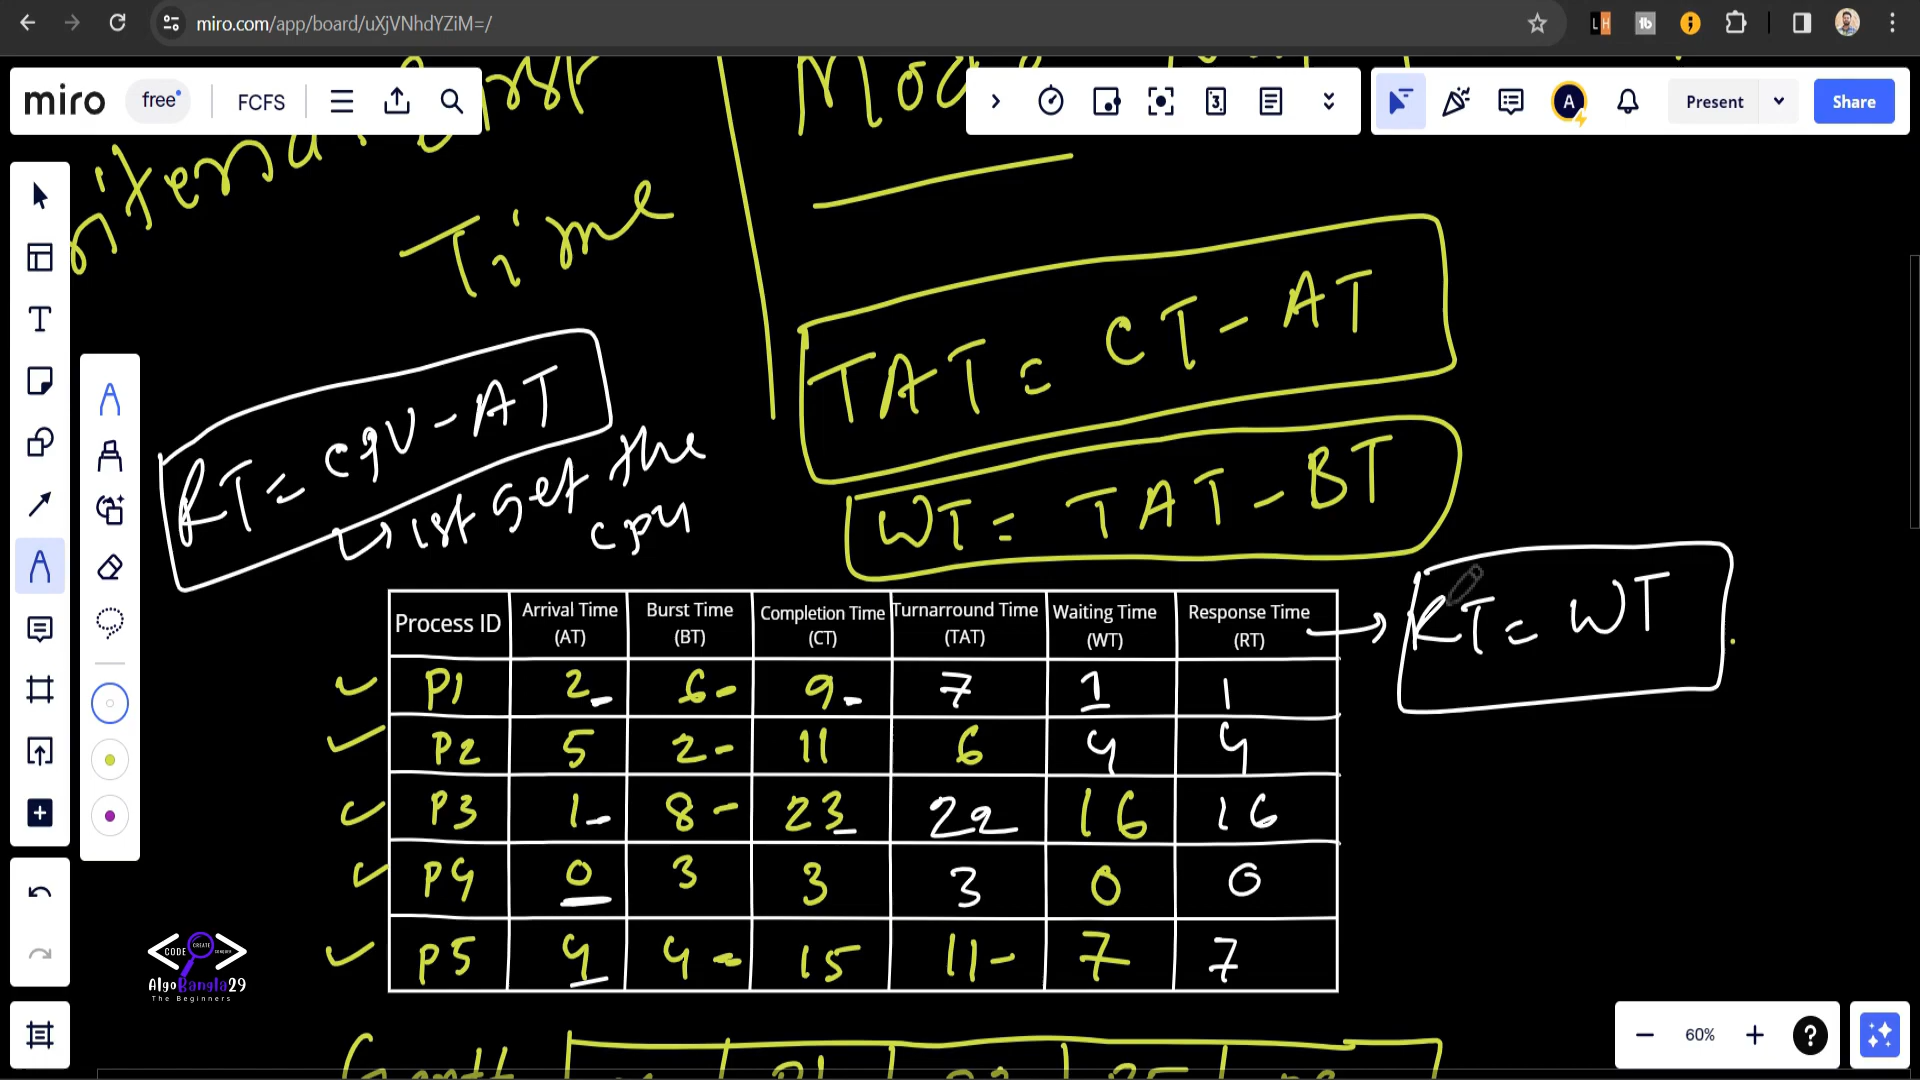 miro.com/app/board/uXjVNhdYZiM=/
miro free FCFS
3
A
Present
Share
Time
TAT = CT - AT
WT = TAT - BT
RT = CPU - AT
1st get the
CPU
RT = WT
Process ID Arrival Time (AT) Burst Time (BT) Completion Time (CT) Turnarround Time (TAT) Waiting Time (WT) Response Time (RT)
P1 2 6 9 7 1 1
P2 5 2 11 6 4 4
P3 1 8 23 22 16 16
P4 0 3 3 3 0 0
P5 4 4 15 11 7 7
CODE CREATE
AlgoBangla29
The Beginners
60%
?